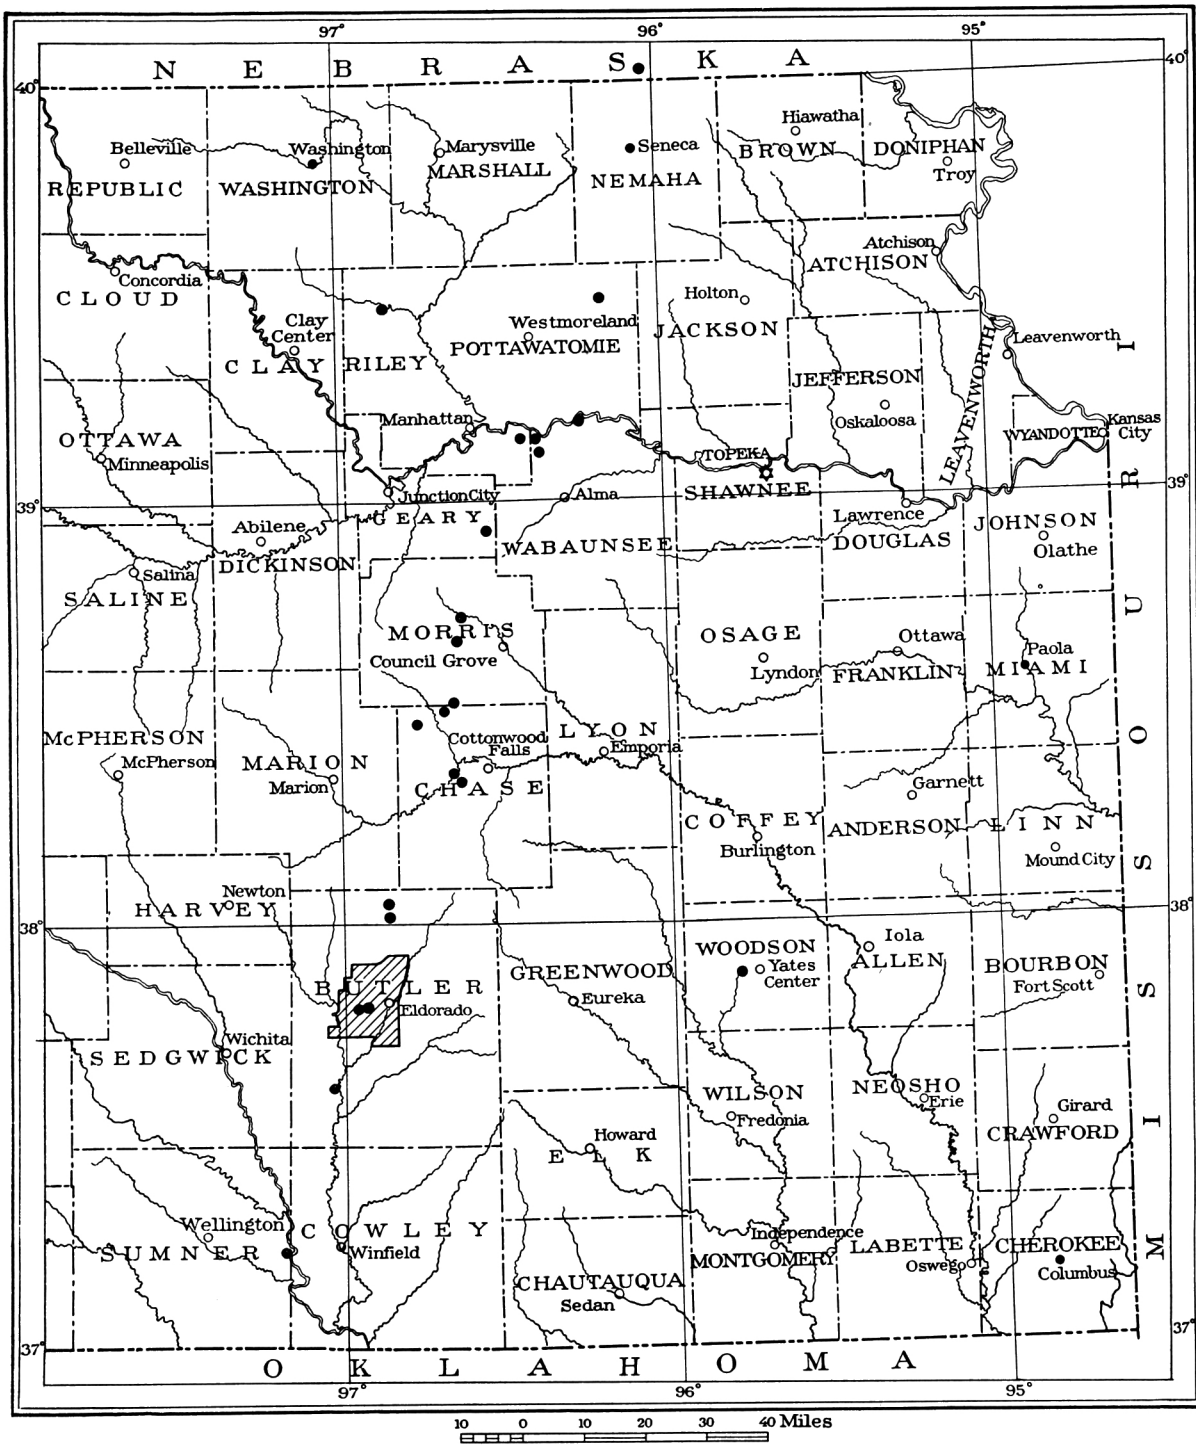 97° 96° 95°
N E B R A S K A
40° 40°
Hiawatha
Belleville Washington Marysville Seneca BROWN DONIPHAN
REPUBLIC WASHINGTON MARSHALL NEMAHA Troy
Atchison
ATCHISON
Concordia
CLOUD Holton
Clay Center Westmoreland JACKSON Leavenworth
CLAY RILEY POTTAWATOMIE
JEFFERSON LEAVENWORTH
Manhattan Oskaloosa Kansas City
OTTAWA WYANDOTTE
Minneapolis TOPEKA
Junction City Alma SHAWNEE
39° 39°
Abilene GEARY Lawrence JOHNSON
WABAUNSEE DOUGLAS Olathe
DICKINSON
Salina
SALINE
MORRIS OSAGE Ottawa Paola
Council Grove Lyndon FRANKLIN MIAMI
McPHERSON Cottonwood Falls LYON
McPherson MARION Emporia
Marion CHASE Garnett
COFFEY ANDERSON LINN
Burlington Mound City
Newton
HARVEY
38° 38°
WOODSON Iola
GREENWOOD Yates Center ALLEN BOURBON
BUTLER Eureka Fort Scott
Eldorado
Wichita
SEDGWICK
WILSON NEOSHO
Fredonia Erie Girard
CRAWFORD
Howard
ELK
Wellington COWLEY Independence
SUMNER Winfield MONTGOMERY LABETTE CHEROKEE
CHAUTAUQUA Oswego Columbus
Sedan
37° 37°
O K L A H O M A
M I S S O U R I
97° 96° 95°
10 0 10 20 30 40 Miles